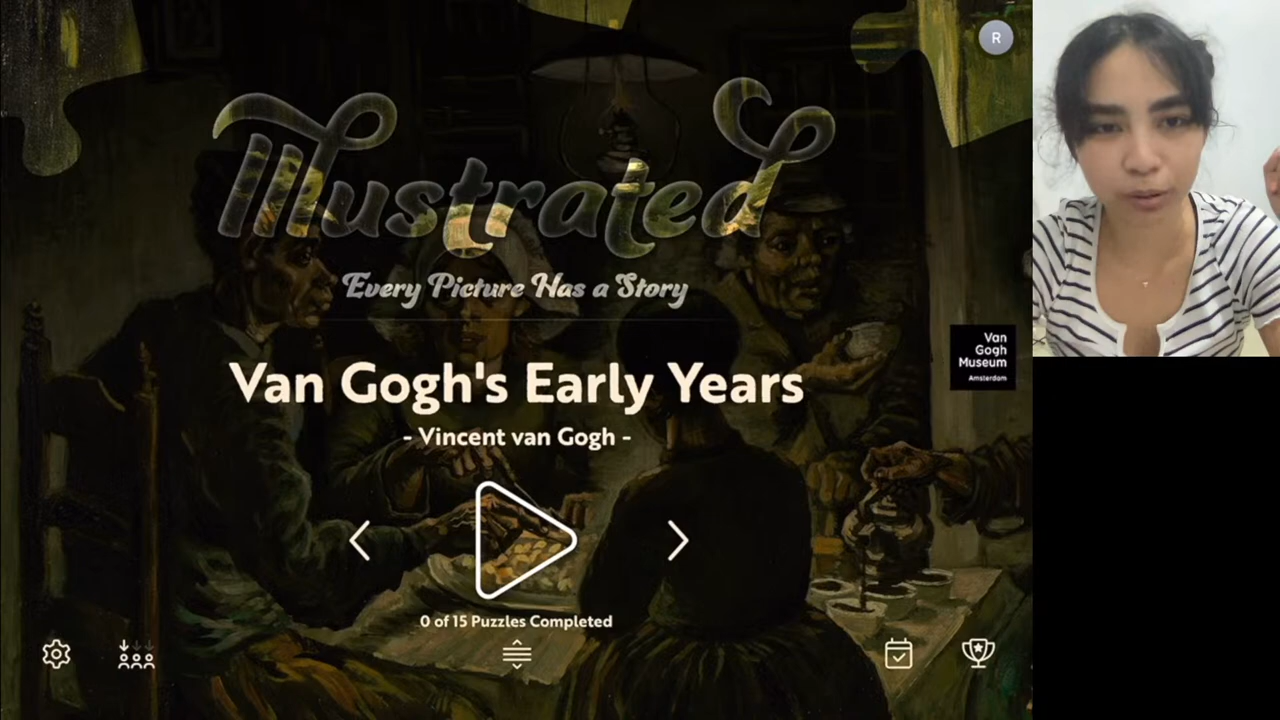 R
Illustrated
Every Picture Has a Story
Van Gogh's Early Years
- Vincent van Gogh -
Van
Gogh
Museum
Amsterdam
0 of 15 Puzzles Completed